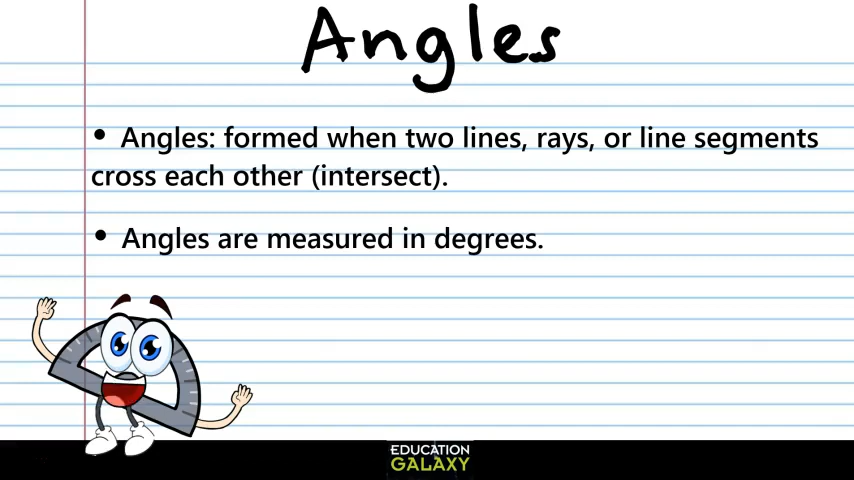 Angles
• Angles: formed when two lines, rays, or line segments
cross each other (intersect).
• Angles are measured in degrees.
EDUCATION
GALAXY